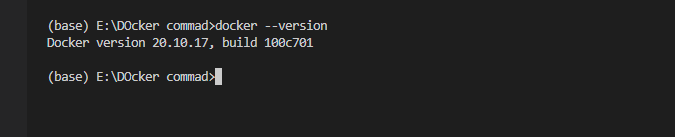 (base) E:\DOcker commad>docker --version
Docker version 20.10.17, build 100c701
(base) E:\DOcker commad>